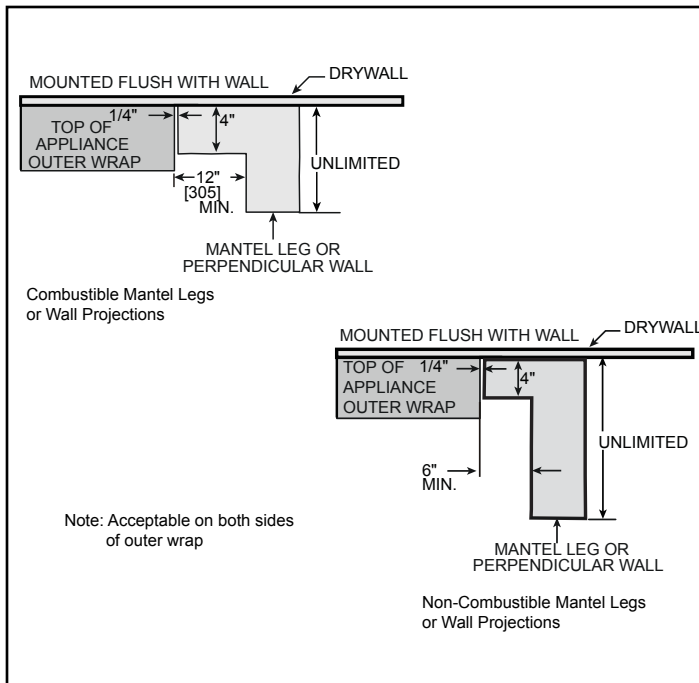 MOUNTED FLUSH WITH WALL
DRYWALL
1/4"
4"
TOP OF
APPLIANCE
OUTER WRAP
UNLIMITED
12"
[305]
MIN.
MANTEL LEG OR
PERPENDICULAR WALL
Combustible Mantel Legs
or Wall Projections
MOUNTED FLUSH WITH WALL
DRYWALL
1/4"
4"
TOP OF
APPLIANCE
OUTER WRAP
UNLIMITED
6"
MIN.
Note: Acceptable on both sides
of outer wrap
MANTEL LEG OR
PERPENDICULAR WALL
Non-Combustible Mantel Legs
or Wall Projections